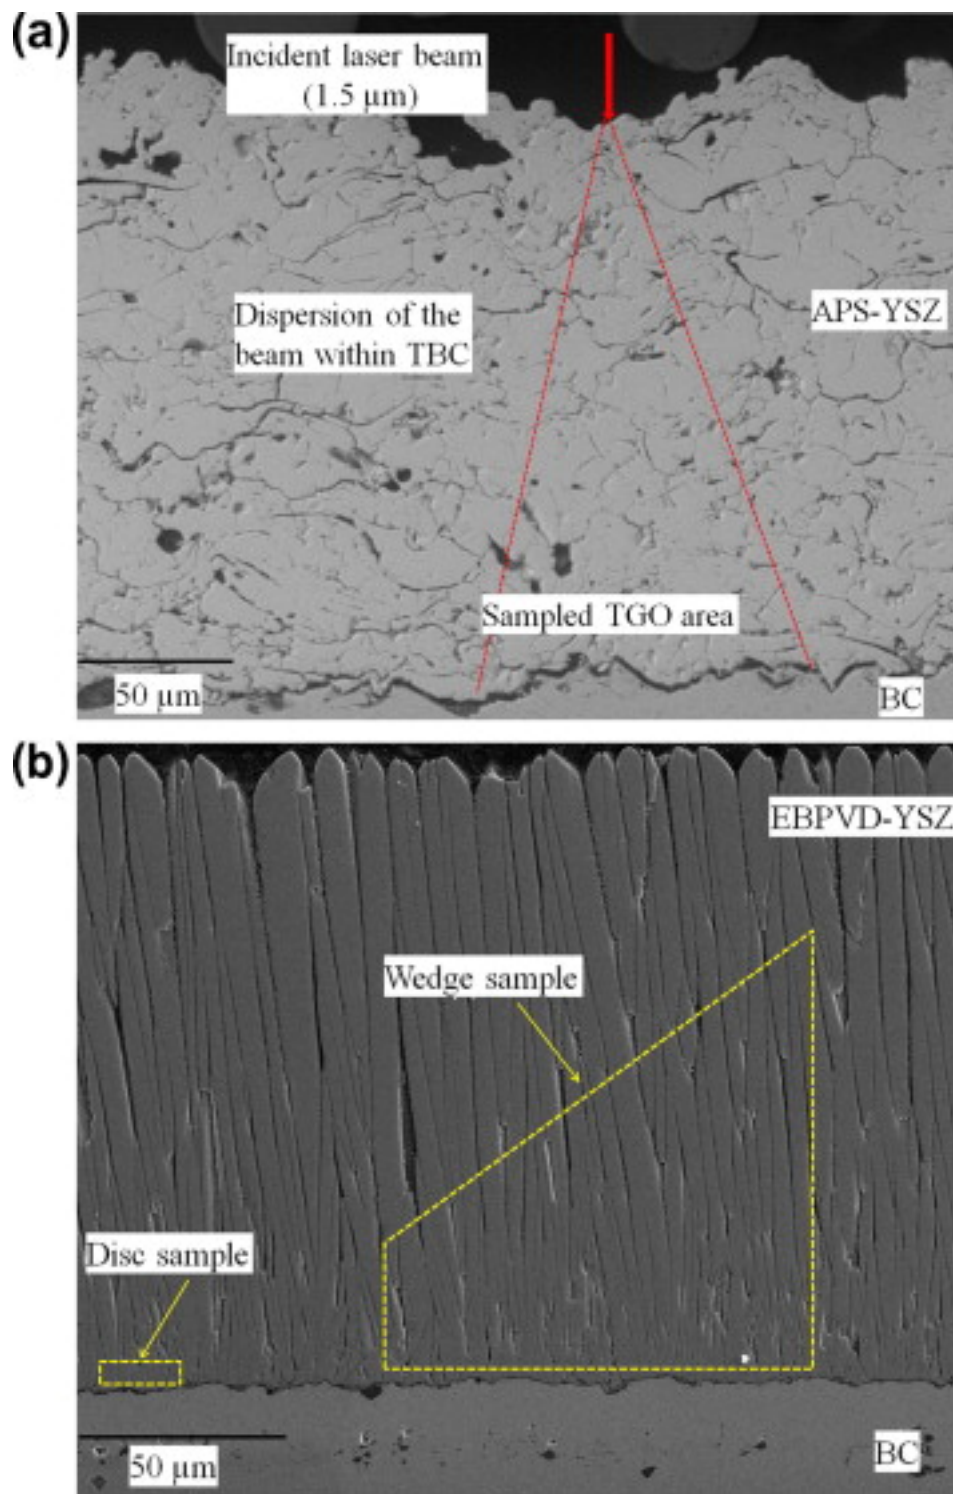 (a)
Incident laser beam
(1.5 µm)
APS-YSZ
Dispersion of the
beam within TBC
Sampled TGO area
50 µm
BC
(b)
EBPVD-YSZ
Wedge sample
Disc sample
50 µm
BC